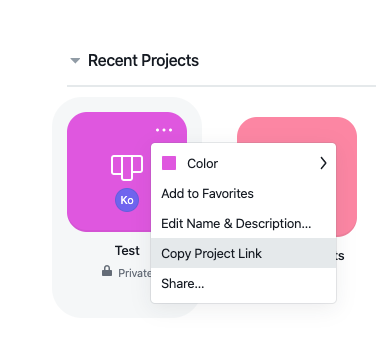 Recent Projects
Ko
Color
Add to Favorites
Edit Name & Description...
Copy Project Link
Share...
Test
Private